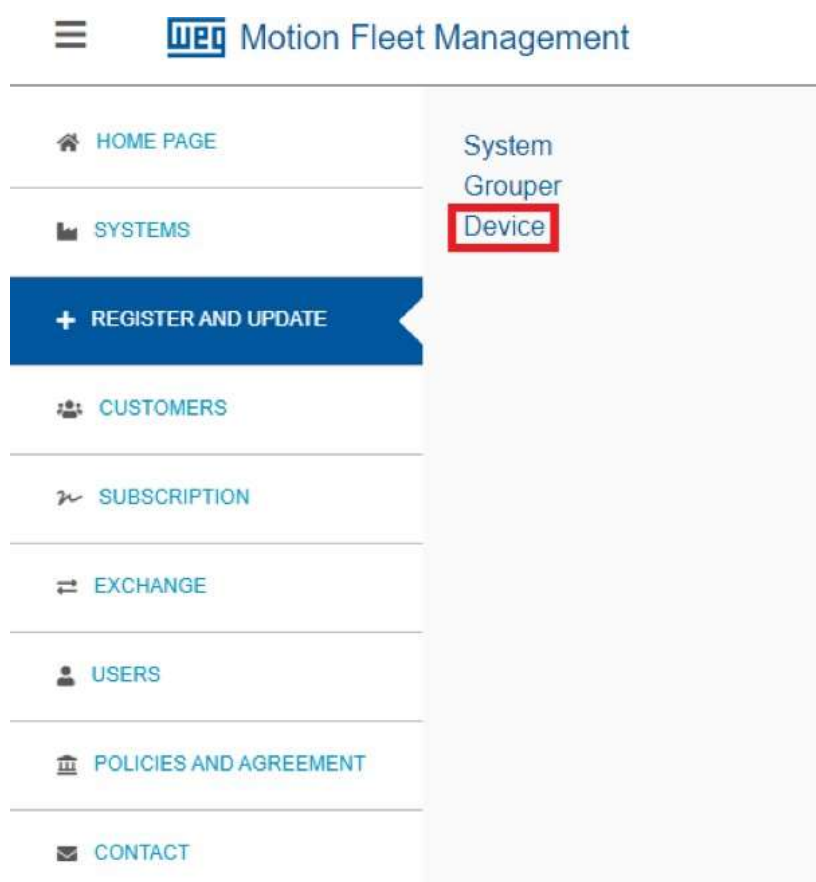 WEG Motion Fleet Management
HOME PAGE
SYSTEMS
REGISTER AND UPDATE
CUSTOMERS
SUBSCRIPTION
EXCHANGE
USERS
POLICIES AND AGREEMENT
CONTACT
System
Grouper
Device